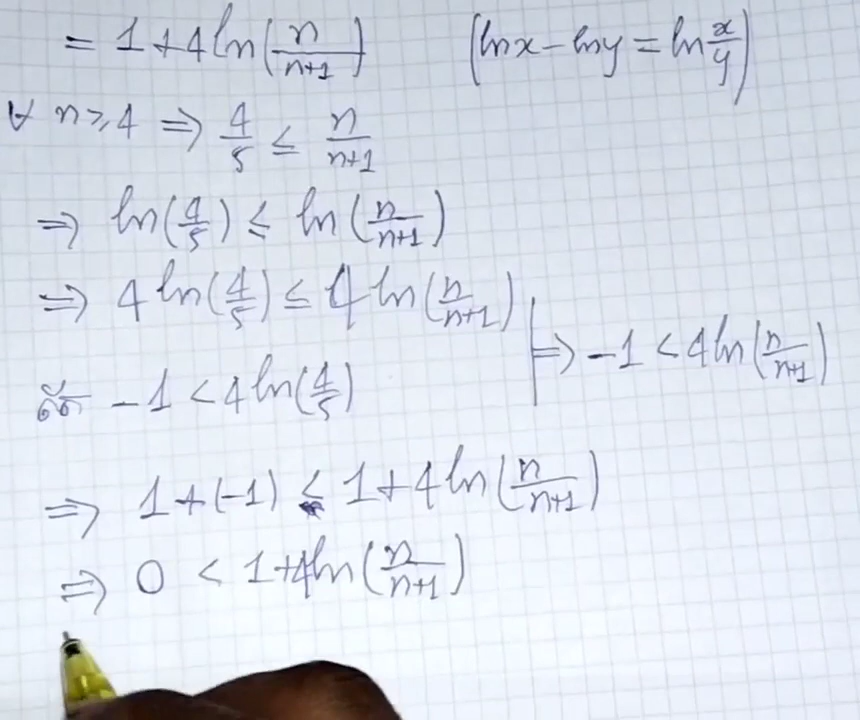 = 1 + 4 ln(n/(n+1)) (ln x - ln y = ln x/y)
∀ n ≥ 4 ⇒ 4/5 ≤ n/(n+1)
⇒ ln(4/5) ≤ ln(n/(n+1))
⇒ 4 ln(4/5) ≤ 4 ln(n/(n+1))
-1 < 4 ln(4/5)
⇒ -1 < 4 ln(n/(n+1))
⇒ 1 + (-1) < 1 + 4 ln(n/(n+1))
⇒ 0 < 1 + 4 ln(n/(n+1))